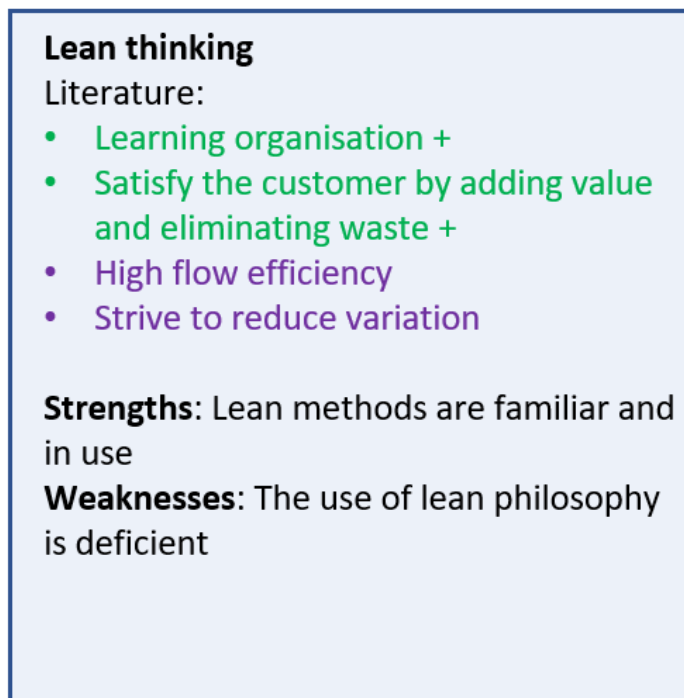 Lean thinking
Literature:
• Learning organisation +
• Satisfy the customer by adding value
and eliminating waste +
• High flow efficiency
• Strive to reduce variation
Strengths: Lean methods are familiar and
in use
Weaknesses: The use of lean philosophy
is deficient